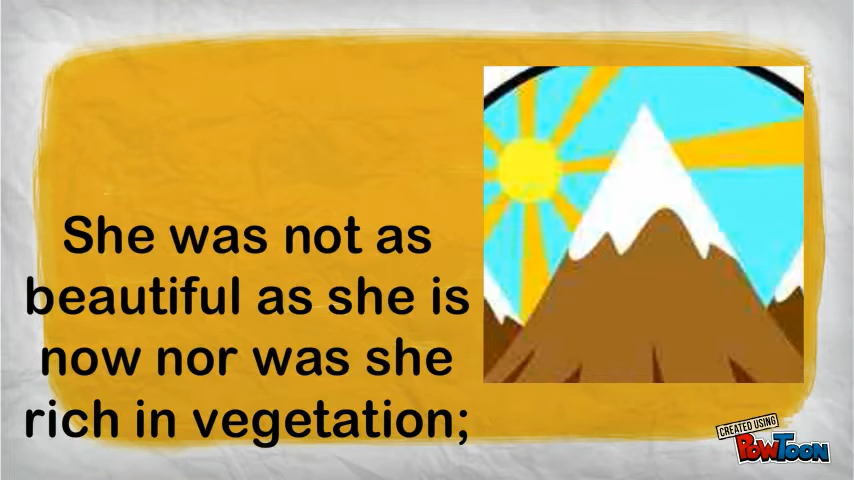 She was not as
beautiful as she is
now nor was she
rich in vegetation;
CREATED USING
POWTOON